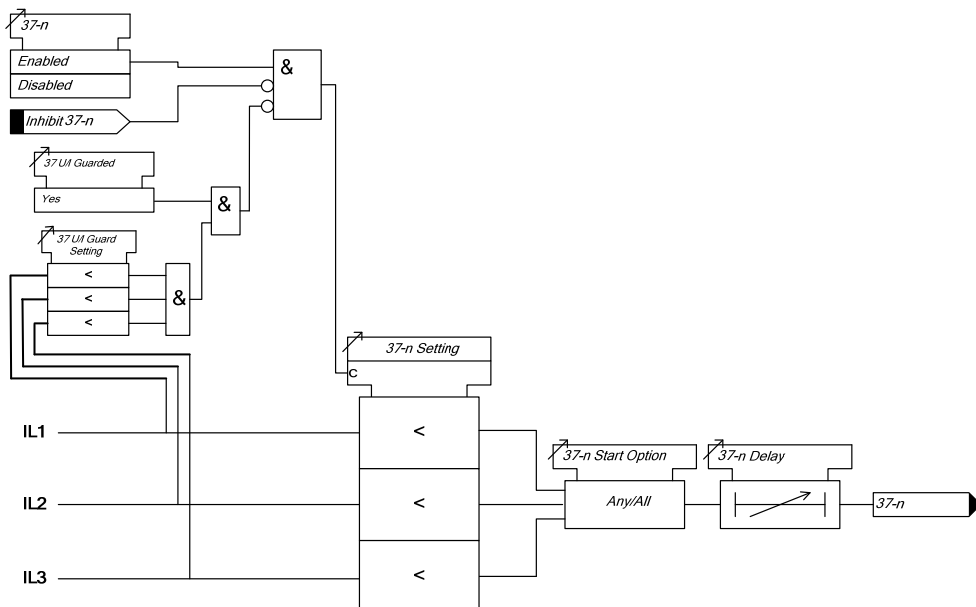 37-n
Enabled
Disabled
Inhibit 37-n
&
37 U/I Guarded
Yes
&
37 U/I Guard
Setting
<
<
<
&
37-n Setting
C
IL1
<
37-n Start Option
37-n Delay
IL2
<
Any/All
37-n
IL3
<